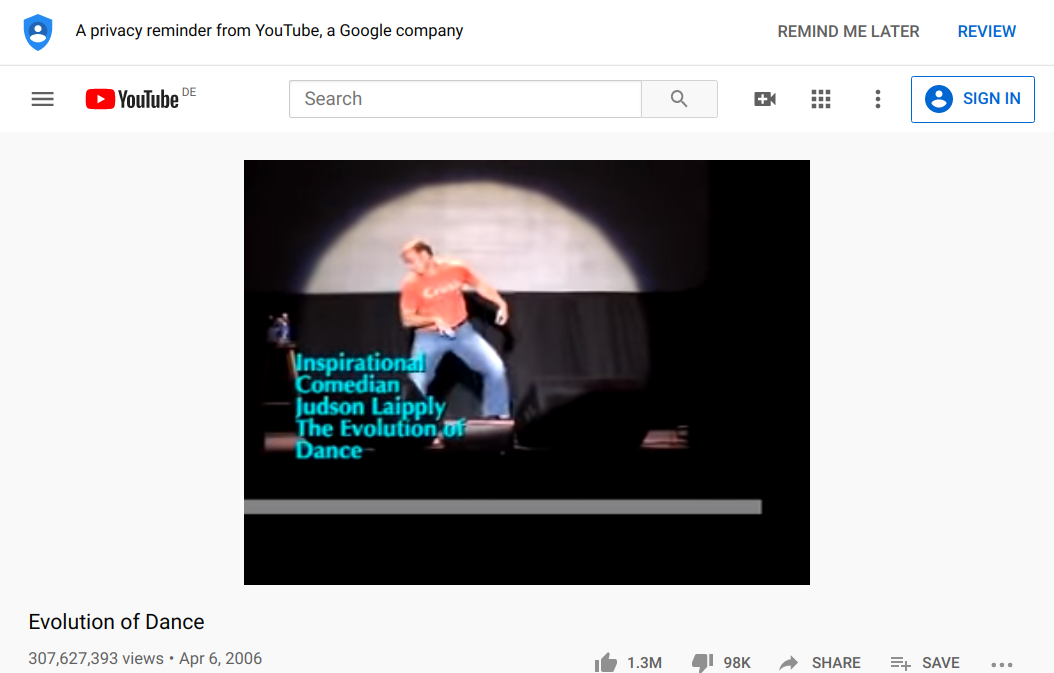 A privacy reminder from YouTube, a Google company
REMIND ME LATER
REVIEW
YouTube DE
Search
SIGN IN
Crush
Inspirational
Comedian
Judson Laipply
The Evolution of
Dance
Evolution of Dance
307,627,393 views • Apr 6, 2006
1.3M
98K
SHARE
SAVE